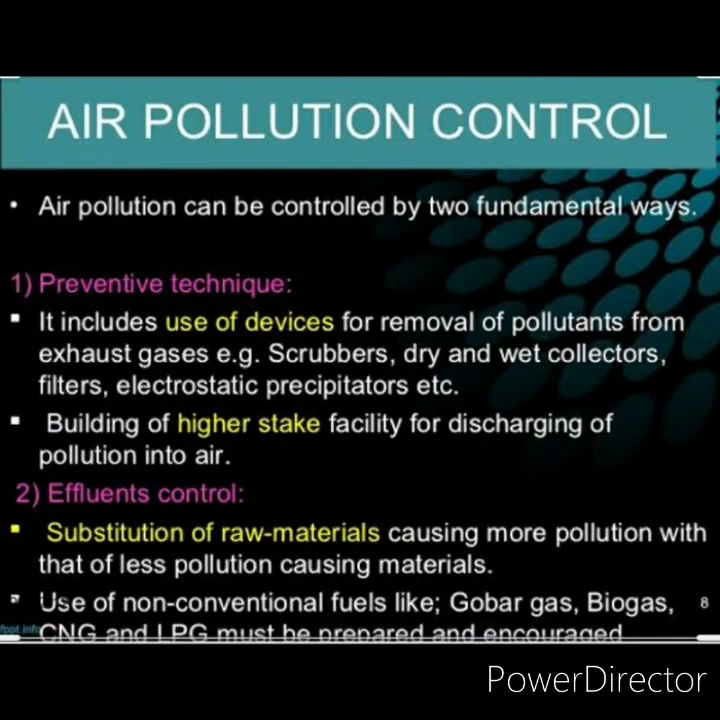 AIR POLLUTION CONTROL
• Air pollution can be controlled by two fundamental ways.
1) Preventive technique:
▪ It includes use of devices for removal of pollutants from
exhaust gases e.g. Scrubbers, dry and wet collectors,
filters, electrostatic precipitators etc.
▪ Building of higher stake facility for discharging of
pollution into air.
2) Effluents control:
▪ Substitution of raw-materials causing more pollution with
that of less pollution causing materials.
▪ Use of non-conventional fuels like; Gobar gas, Biogas,
8
CNG and LPG must be prepared and encouraged
PowerDirector